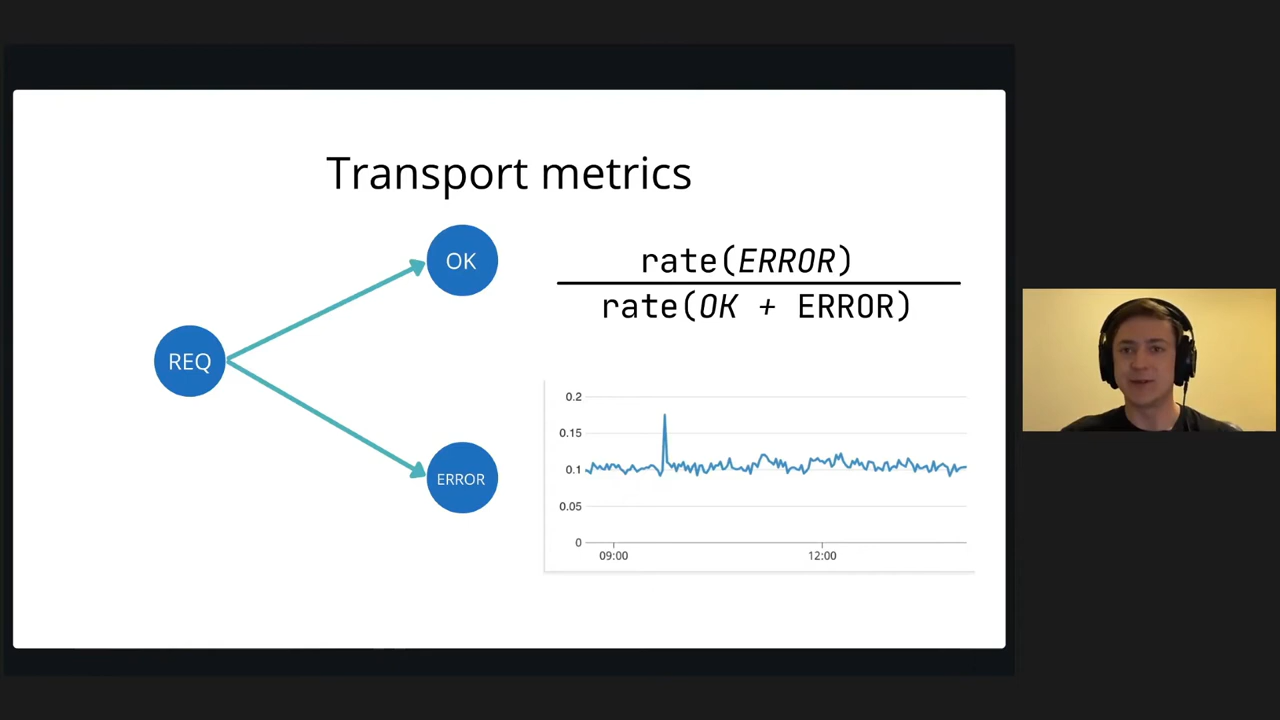 Transport metrics
OK
REQ
ERROR
rate(ERROR)
rate(OK + ERROR)
0.2
0.15
0.1
0.05
0
09:00
12:00